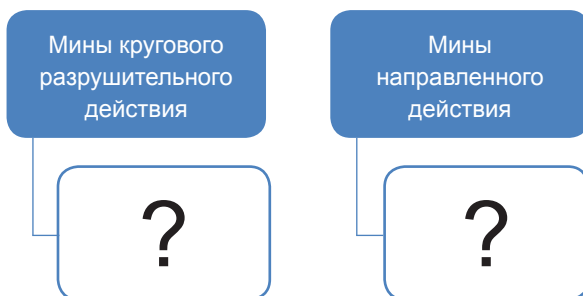 Мины кругового
разрушительного
действия
Мины
направленного
действия
?
?